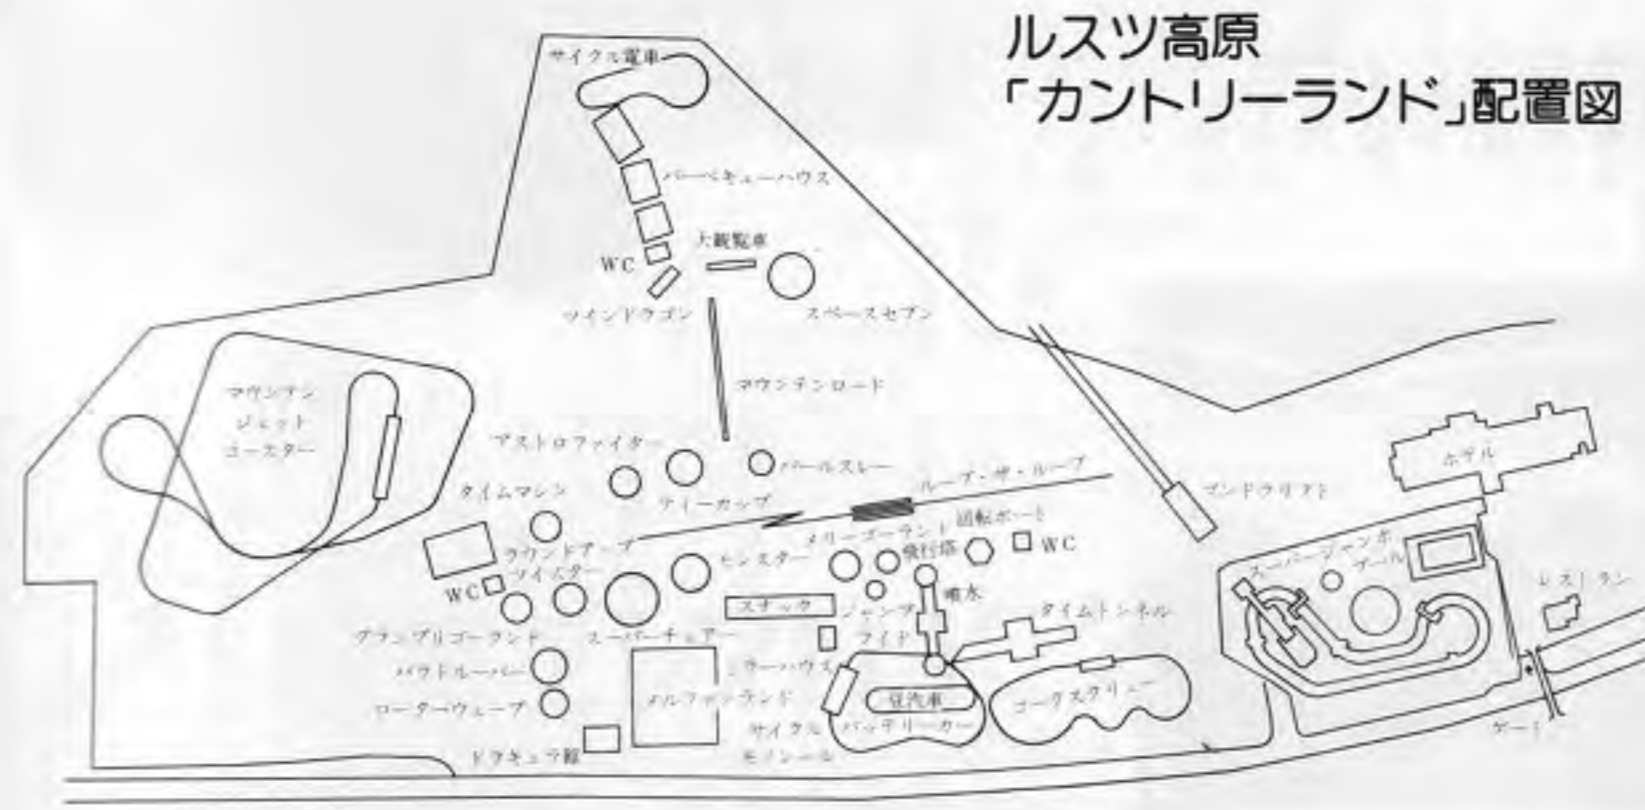 ルスツ高原
「カントリーランド」配置図
サイクル電車
バーベキューハウス
大観覧車
WC
ツインドラゴン
スペースセブン
マウンテンロード
マウンテン
ジェット
コースター
アストロファイター
パールスレー
ティーカップ
ループ・ザ・ループ
ゴンドラリフト
ホテル
タイムマシン
ラウンドアップ
ツイスター
WC
モンスター
メリーゴーランド
回転ボート
飛行塔
WC
スーパージャンボ
プール
レストラン
スナック
噴水
タイムトンネル
グランプリゴーランド
スーパーチェアー
パラトルーパー
ミラーハウス
メルファンランド
豆汽車
コークスクリュー
ローターウェーブ
サイクル
モノレール
バッテリーカー
ドラキュラ館
ゲート